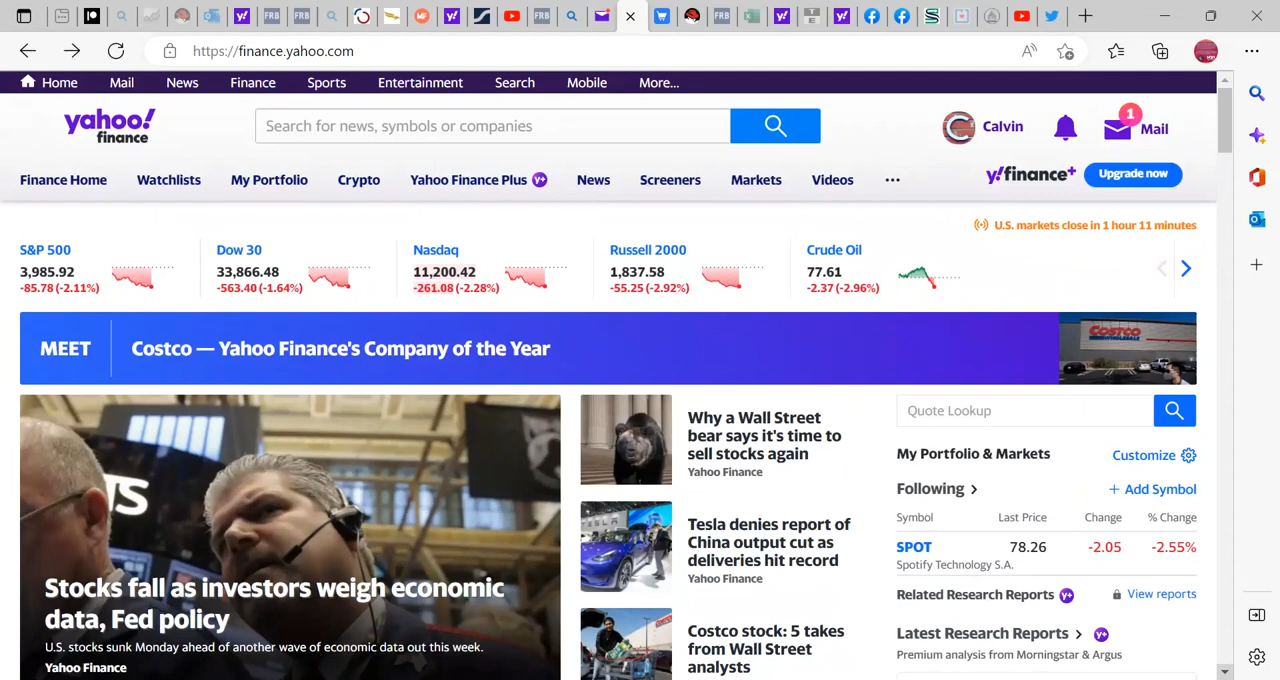 https://finance.yahoo.com
Home Mail News Finance Sports Entertainment Search Mobile More...
yahoo!
finance
Search for news, symbols or companies
Calvin
1
Mail
Finance Home Watchlists My Portfolio Crypto Yahoo Finance Plus News Screeners Markets Videos ...
y!finance+
Upgrade now
U.S. markets close in 1 hour 11 minutes
S&P 500
3,985.92
-85.78 (-2.11%)
Dow 30
33,866.48
-563.40 (-1.64%)
Nasdaq
11,200.42
-261.08 (-2.28%)
Russell 2000
1,837.58
-55.25 (-2.92%)
Crude Oil
77.61
-2.37 (-2.96%)
MEET
Costco — Yahoo Finance's Company of the Year
COSTCO
WHOLESALE
Stocks fall as investors weigh economic
data, Fed policy
U.S. stocks sunk Monday ahead of another wave of economic data out this week.
Yahoo Finance
Why a Wall Street
bear says it's time to
sell stocks again
Yahoo Finance
Tesla denies report of
China output cut as
deliveries hit record
Yahoo Finance
Costco stock: 5 takes
from Wall Street
analysts
Quote Lookup
My Portfolio & Markets
Customize
Following >
+ Add Symbol
Symbol Last Price Change % Change
SPOT 78.26 -2.05 -2.55%
Spotify Technology S.A.
Related Research Reports
View reports
Latest Research Reports >
Premium analysis from Morningstar & Argus